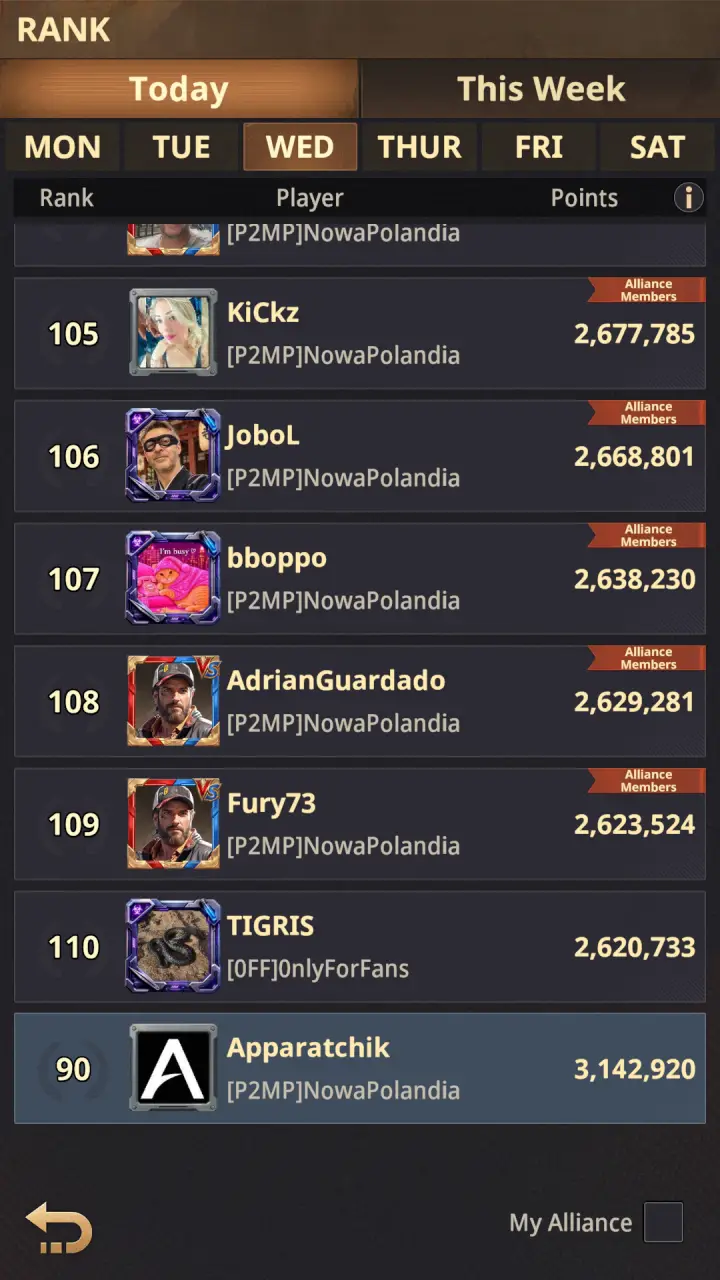 RANK
Today
This Week
MON
TUE
WED
THUR
FRI
SAT
Rank
Player
Points
[P2MP]NowaPolandia
105
KiCkz
[P2MP]NowaPolandia
Alliance
Members
2,677,785
106
JoboL
[P2MP]NowaPolandia
Alliance
Members
2,668,801
107
I'm busy
bboppo
[P2MP]NowaPolandia
Alliance
Members
2,638,230
108
VS
AdrianGuardado
[P2MP]NowaPolandia
Alliance
Members
2,629,281
109
VS
Fury73
[P2MP]NowaPolandia
Alliance
Members
2,623,524
110
TIGRIS
[0FF]0nlyForFans
2,620,733
90
Apparatchik
[P2MP]NowaPolandia
3,142,920
My Alliance